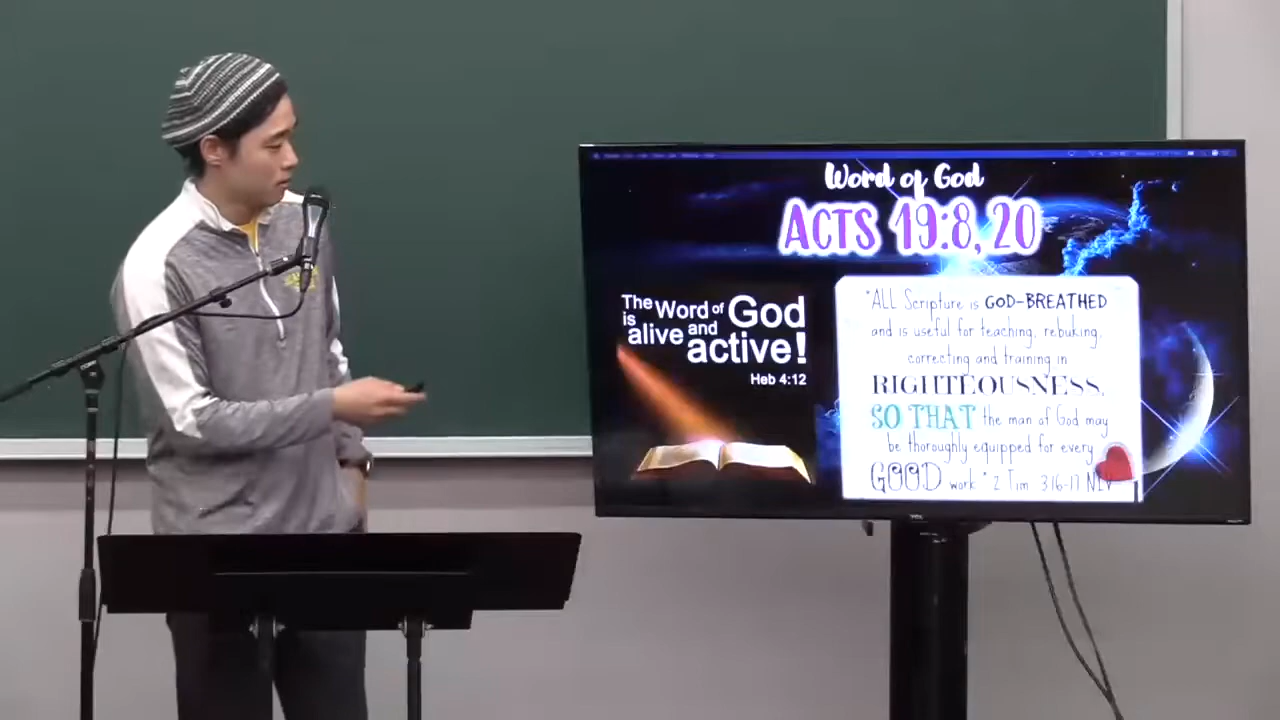 Word of God
ACTS 19:8, 20
The Word of God
is alive and active!
Heb 4:12
"ALL Scripture is GOD-BREATHED
and is useful for teaching, rebuking,
correcting and training in
RIGHTEOUSNESS,
SO THAT the man of God may
be thoroughly equipped for every
GOOD work." 2 Tim 3:16-17 NIV
TCL